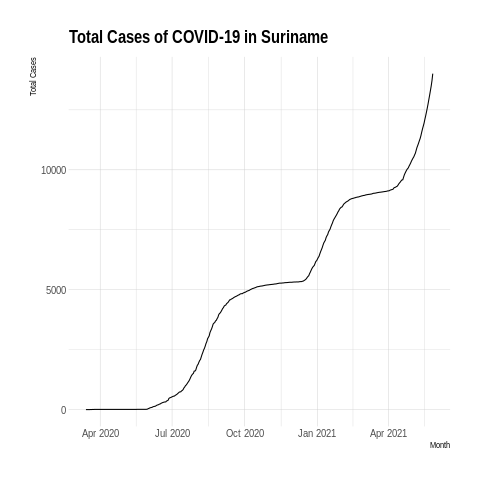 Total Cases of COVID-19 in Suriname
Total Cases
10000
5000
0
Apr 2020 Jul 2020 Oct 2020 Jan 2021 Apr 2021
Month